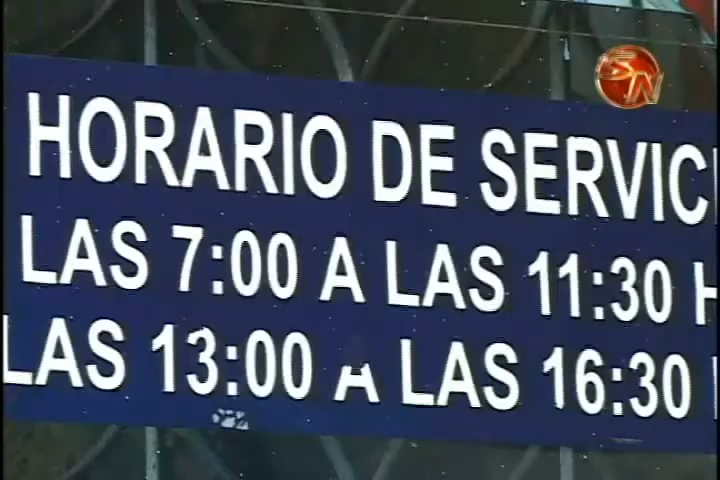 HORARIO DE SERVICI
LAS 7:00 A LAS 11:30 H
LAS 13:00 A LAS 16:30